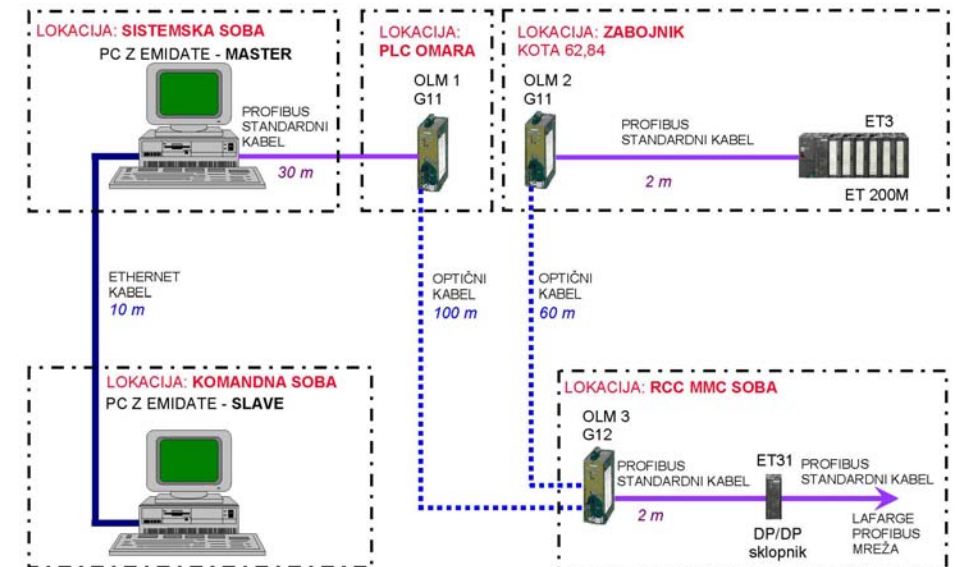 LOKACIJA: SISTEMSKA SOBA
PC Z EMIDATE - MASTER
PROFIBUS
STANDARDNI
KABEL
30 m
LOKACIJA:
PLC OMARA
OLM 1
G11
LOKACIJA: ZABOJNIK
KOTA 62,84
OLM 2
G11
PROFIBUS
STANDARDNI KABEL
2 m
ET3
ET 200M
ETHERNET
KABEL
10 m
OPTIČNI
KABEL
100 m
OPTIČNI
KABEL
60 m
LOKACIJA: KOMANDNA SOBA
PC Z EMIDATE - SLAVE
LOKACIJA: RCC MMC SOBA
OLM 3
G12
PROFIBUS
STANDARDNI KABEL
2 m
ET31
DP/DP
sklopnik
PROFIBUS
STANDARDNI KABEL
LAFARGE
PROFIBUS
MREŽA